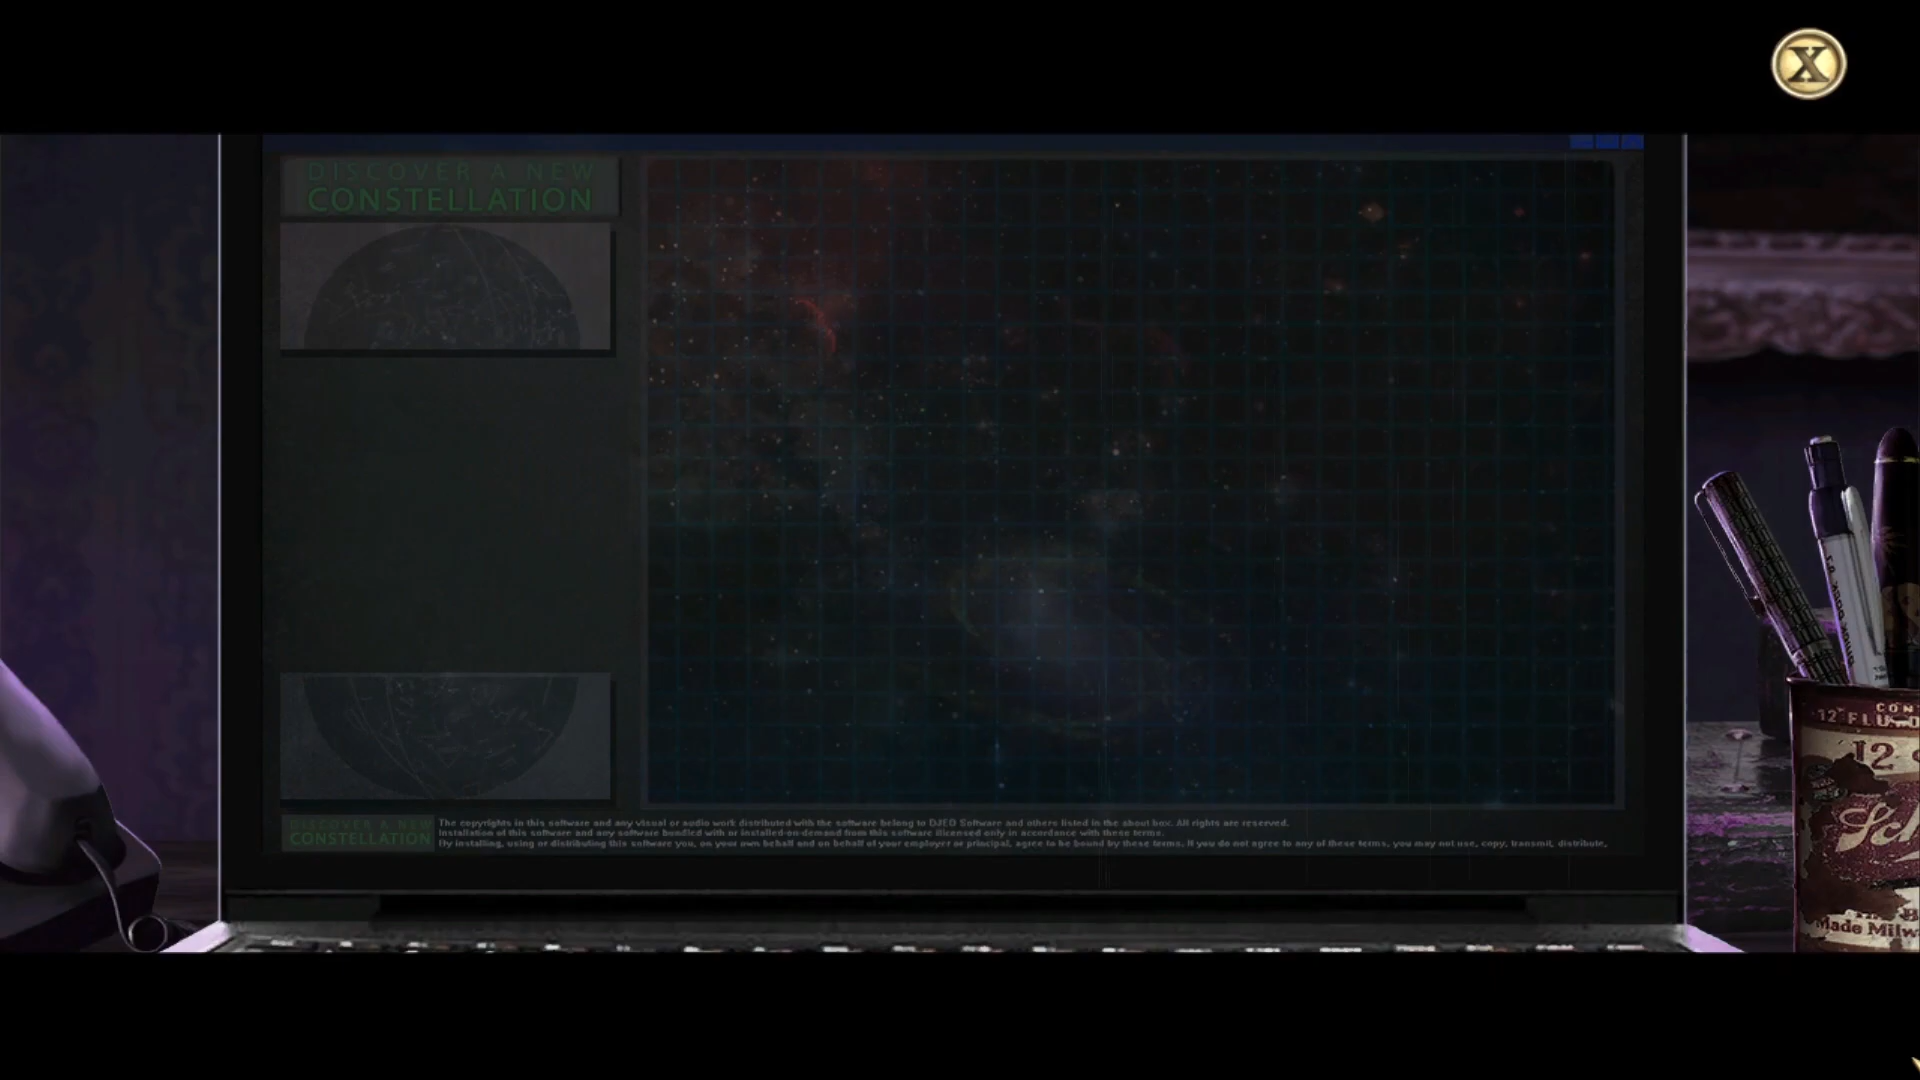 X
DISCOVER A NEW
CONSTELLATION
DISCOVER A NEW
CONSTELLATION
The copyrights in this software and any visual or audio work distributed with the software belong to DJED Software and others listed in the about box. All rights are reserved.
Installation of this software and any software bundled with or installed-on-demand from this software ilicensed only in accordance with these terms.
By installing, using or distributing this software you, on your own behalf and on behalf of your employer or principal, agree to be bound by these terms. If you do not agree to any of these terms, you may not use, copy, transmit, distribute,
CON
12 FLU
12
Sch
Made Milw